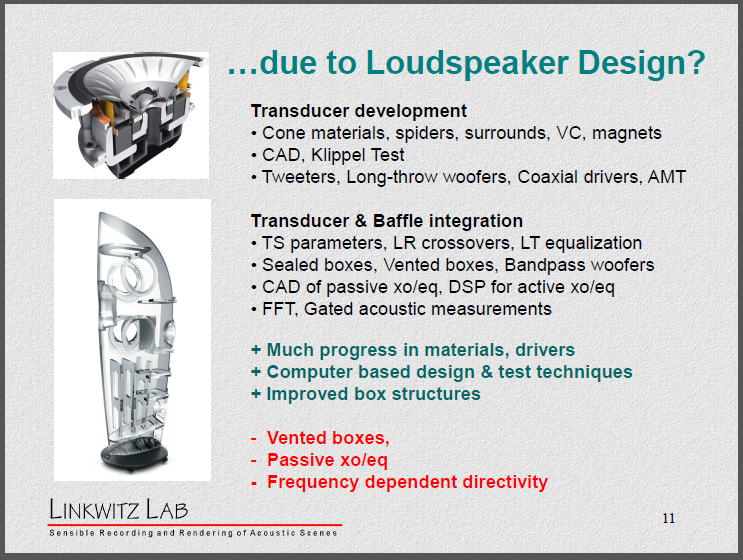 ...due to Loudspeaker Design?
Transducer development
• Cone materials, spiders, surrounds, VC, magnets
• CAD, Klippel Test
• Tweeters, Long-throw woofers, Coaxial drivers, AMT
Transducer & Baffle integration
• TS parameters, LR crossovers, LT equalization
• Sealed boxes, Vented boxes, Bandpass woofers
• CAD of passive xo/eq, DSP for active xo/eq
• FFT, Gated acoustic measurements
+ Much progress in materials, drivers
+ Computer based design & test techniques
+ Improved box structures
- Vented boxes,
- Passive xo/eq
- Frequency dependent directivity
LINKWITZ LAB
Sensible Recording and Rendering of Acoustic Scenes
11